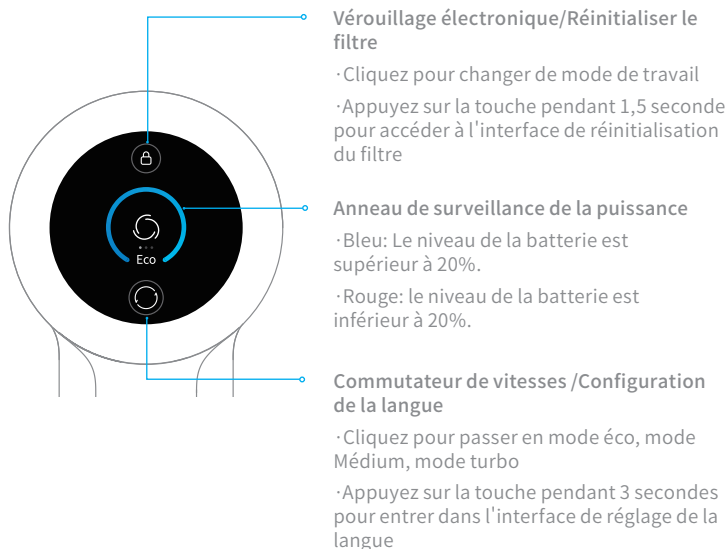 Vérouillage électronique/Réinitialiser le
filtre
·Cliquez pour changer de mode de travail
·Appuyez sur la touche pendant 1,5 seconde
pour accéder à l'interface de réinitialisation
du filtre
Anneau de surveillance de la puissance
·Bleu: Le niveau de la batterie est
supérieur à 20%.
·Rouge: le niveau de la batterie est
inférieur à 20%.
Eco
Commutateur de vitesses /Configuration
de la langue
·Cliquez pour passer en mode éco, mode
Médium, mode turbo
·Appuyez sur la touche pendant 3 secondes
pour entrer dans l'interface de réglage de la
langue